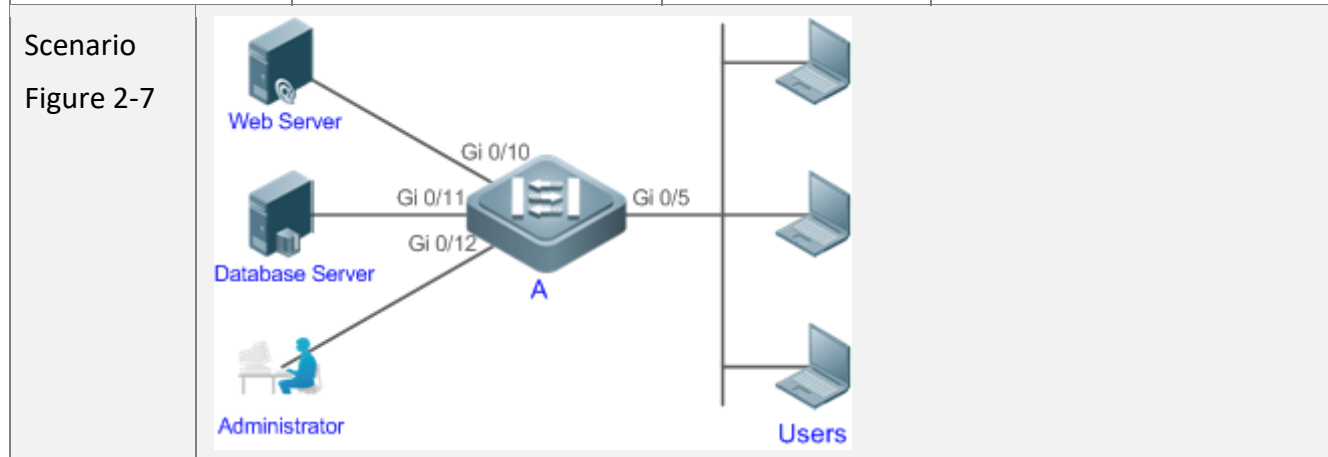 Scenario
Figure 2-7
Web Server
Gi 0/10
Gi 0/11
Gi 0/5
Gi 0/12
Database Server
A
Administrator
Users